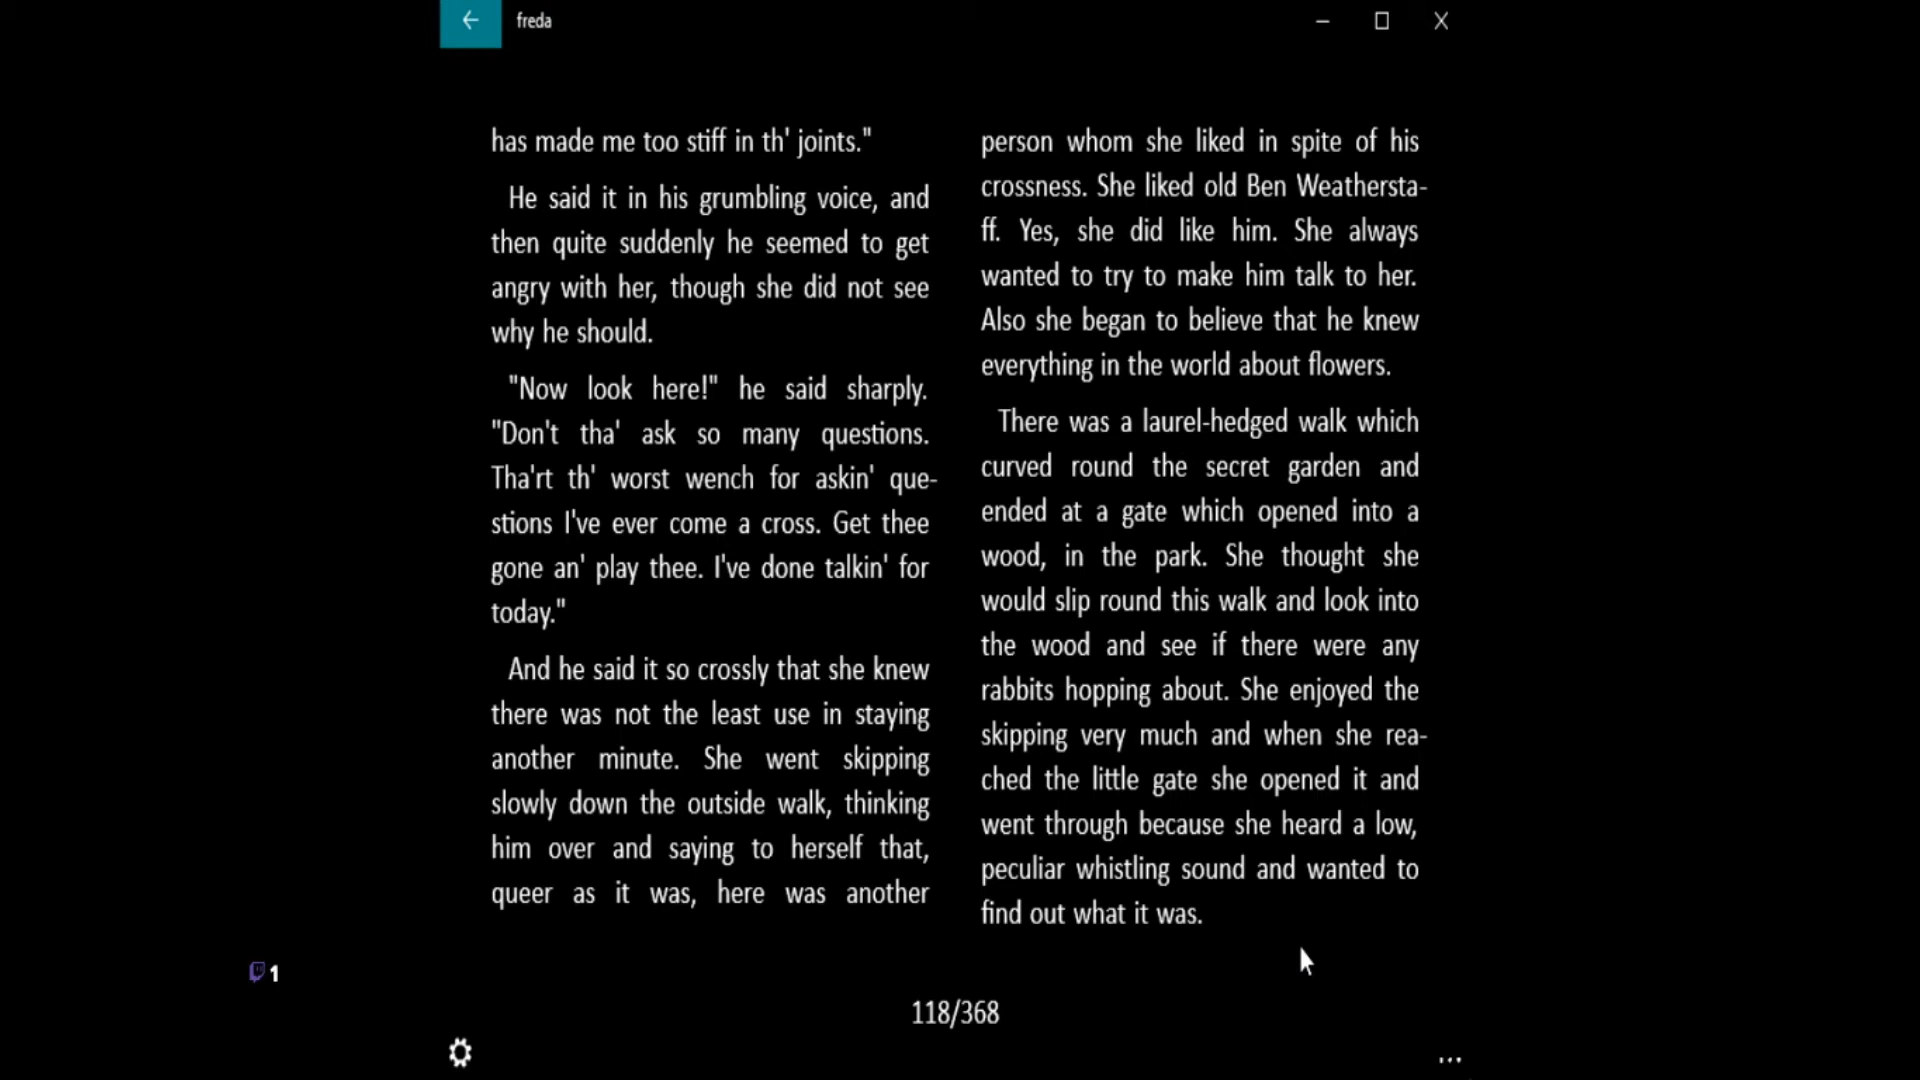 freda
has made me too stiff in th' joints."
He said it in his grumbling voice, and
then quite suddenly he seemed to get
angry with her, though she did not see
why he should.
"Now look here!" he said sharply.
"Don't tha' ask so many questions.
Tha'rt th' worst wench for askin' que-
stions I've ever come a cross. Get thee
gone an' play thee. I've done talkin' for
today."
And he said it so crossly that she knew
there was not the least use in staying
another minute. She went skipping
slowly down the outside walk, thinking
him over and saying to herself that,
queer as it was, here was another
person whom she liked in spite of his
crossness. She liked old Ben Weathersta-
ff. Yes, she did like him. She always
wanted to try to make him talk to her.
Also she began to believe that he knew
everything in the world about flowers.
There was a laurel-hedged walk which
curved round the secret garden and
ended at a gate which opened into a
wood, in the park. She thought she
would slip round this walk and look into
the wood and see if there were any
rabbits hopping about. She enjoyed the
skipping very much and when she rea-
ched the little gate she opened it and
went through because she heard a low,
peculiar whistling sound and wanted to
find out what it was.
1
118/368
...